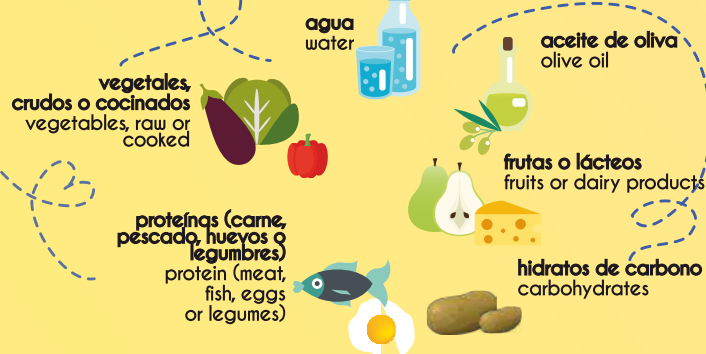 agua
water
aceite de oliva
olive oil
vegetales,
crudos o cocinados
vegetables, raw or
cooked
frutas o lácteos
fruits or dairy products
proteínas (carne,
pescado, huevos o
legumbres)
protein (meat,
fish, eggs
or legumes)
hidratos de carbono
carbohydrates